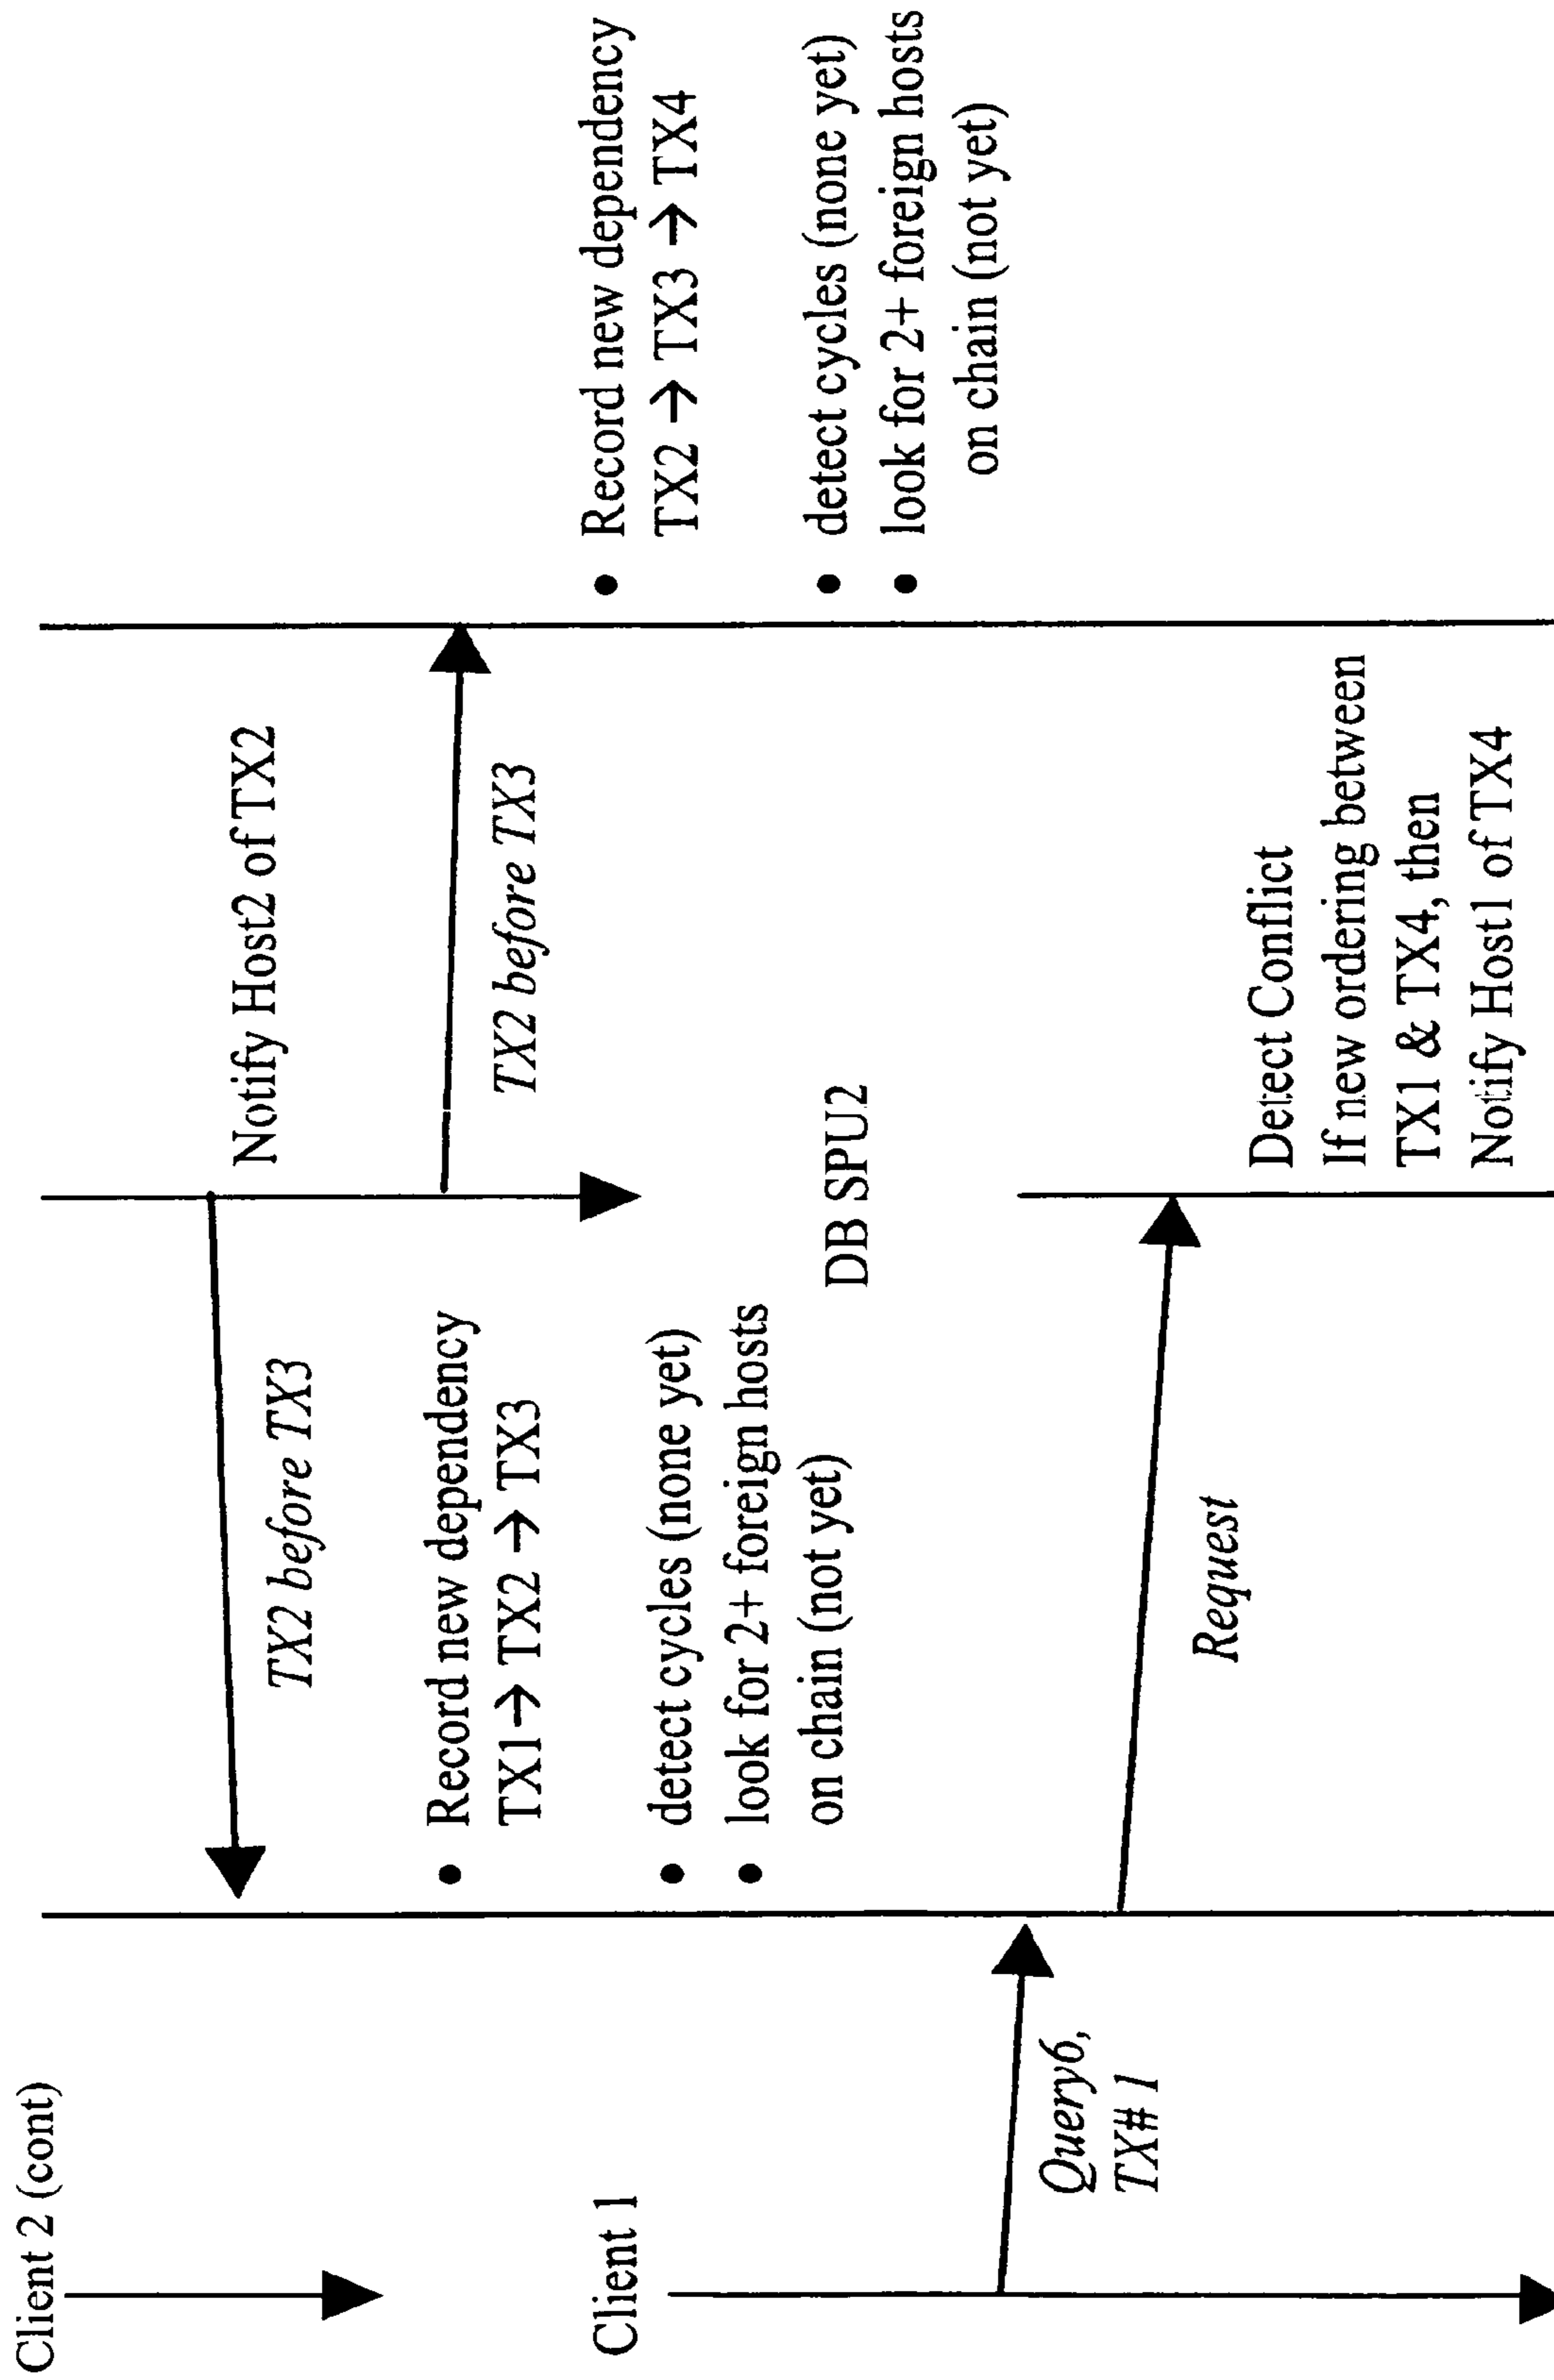 Client 2 (cont)
Notify Host2 of TX2
TX2 before TX3
TX2 before TX3
• Record new dependency
TX1→ TX2 → TX3
• detect cycles (none yet)
• look for 2+ foreign hosts
on chain (not yet)
• Record new dependency
TX2 → TX3 → TX4
• detect cycles (none yet)
• look for 2+ foreign hosts
on chain (not yet)
Client 1
DB SPU2
Query6,
TX# 1
Request
Detect Conflict
If new ordering between
TX1 & TX4, then
Notify Host1 of TX4